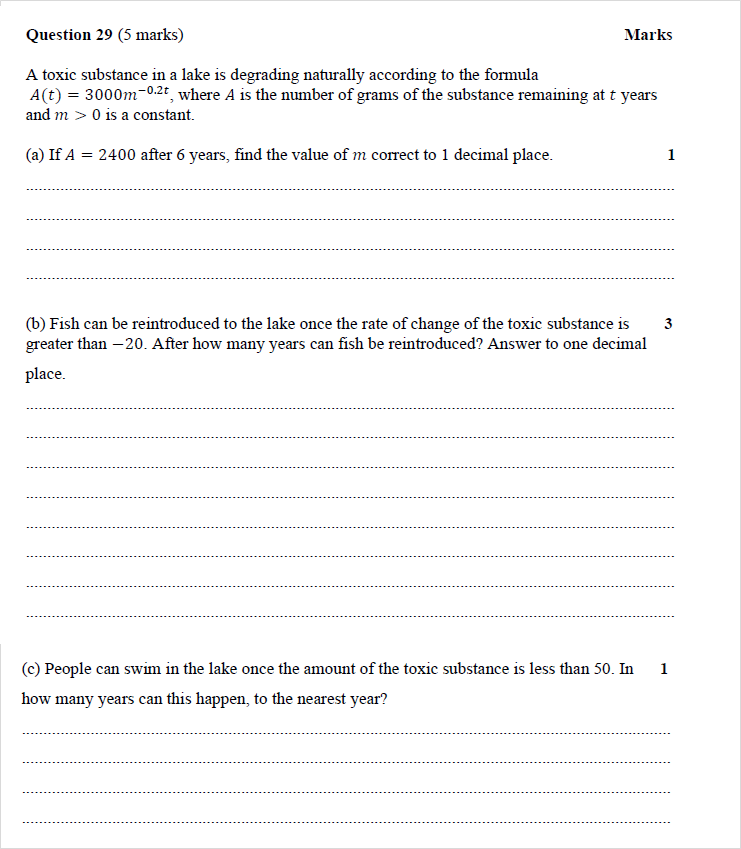 Question 29 (5 marks) Marks
A toxic substance in a lake is degrading naturally according to the formula
A(t) = 3000m^{−0.2t}, where A is the number of grams of the substance remaining at t years
and m > 0 is a constant.
(a) If A = 2400 after 6 years, find the value of m correct to 1 decimal place. 1
(b) Fish can be reintroduced to the lake once the rate of change of the toxic substance is 3
greater than −20. After how many years can fish be reintroduced? Answer to one decimal
place.
(c) People can swim in the lake once the amount of the toxic substance is less than 50. In 1
how many years can this happen, to the nearest year?